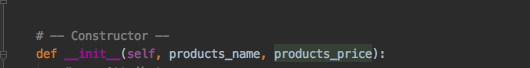 # –– Constructor ––
def __init__(self, products_name, products_price):